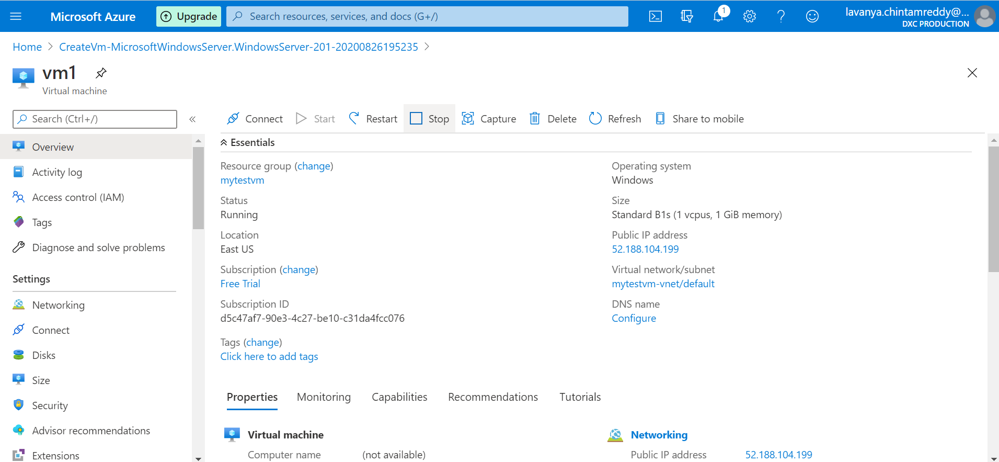 Microsoft Azure
Upgrade
Search resources, services, and docs (G+/)
1
lavanya.chintamreddy@...
DXC PRODUCTION
Home > CreateVm-MicrosoftWindowsServer.WindowsServer-201-20200826195235 >
vm1
Virtual machine
Search (Ctrl+/)
«
Connect
Start
Restart
Stop
Capture
Delete
Refresh
Share to mobile
Overview
Activity log
Access control (IAM)
Tags
Diagnose and solve problems
Settings
Networking
Connect
Disks
Size
Security
Advisor recommendations
Extensions
Essentials
Resource group (change)
mytestvm
Status
Running
Location
East US
Subscription (change)
Free Trial
Subscription ID
d5c47af7-90e3-4c27-be10-c31da4fcc076
Tags (change)
Click here to add tags
Operating system
Windows
Size
Standard B1s (1 vcpus, 1 GiB memory)
Public IP address
52.188.104.199
Virtual network/subnet
mytestvm-vnet/default
DNS name
Configure
Properties
Monitoring
Capabilities
Recommendations
Tutorials
Virtual machine
Computer name (not available)
Networking
Public IP address 52.188.104.199